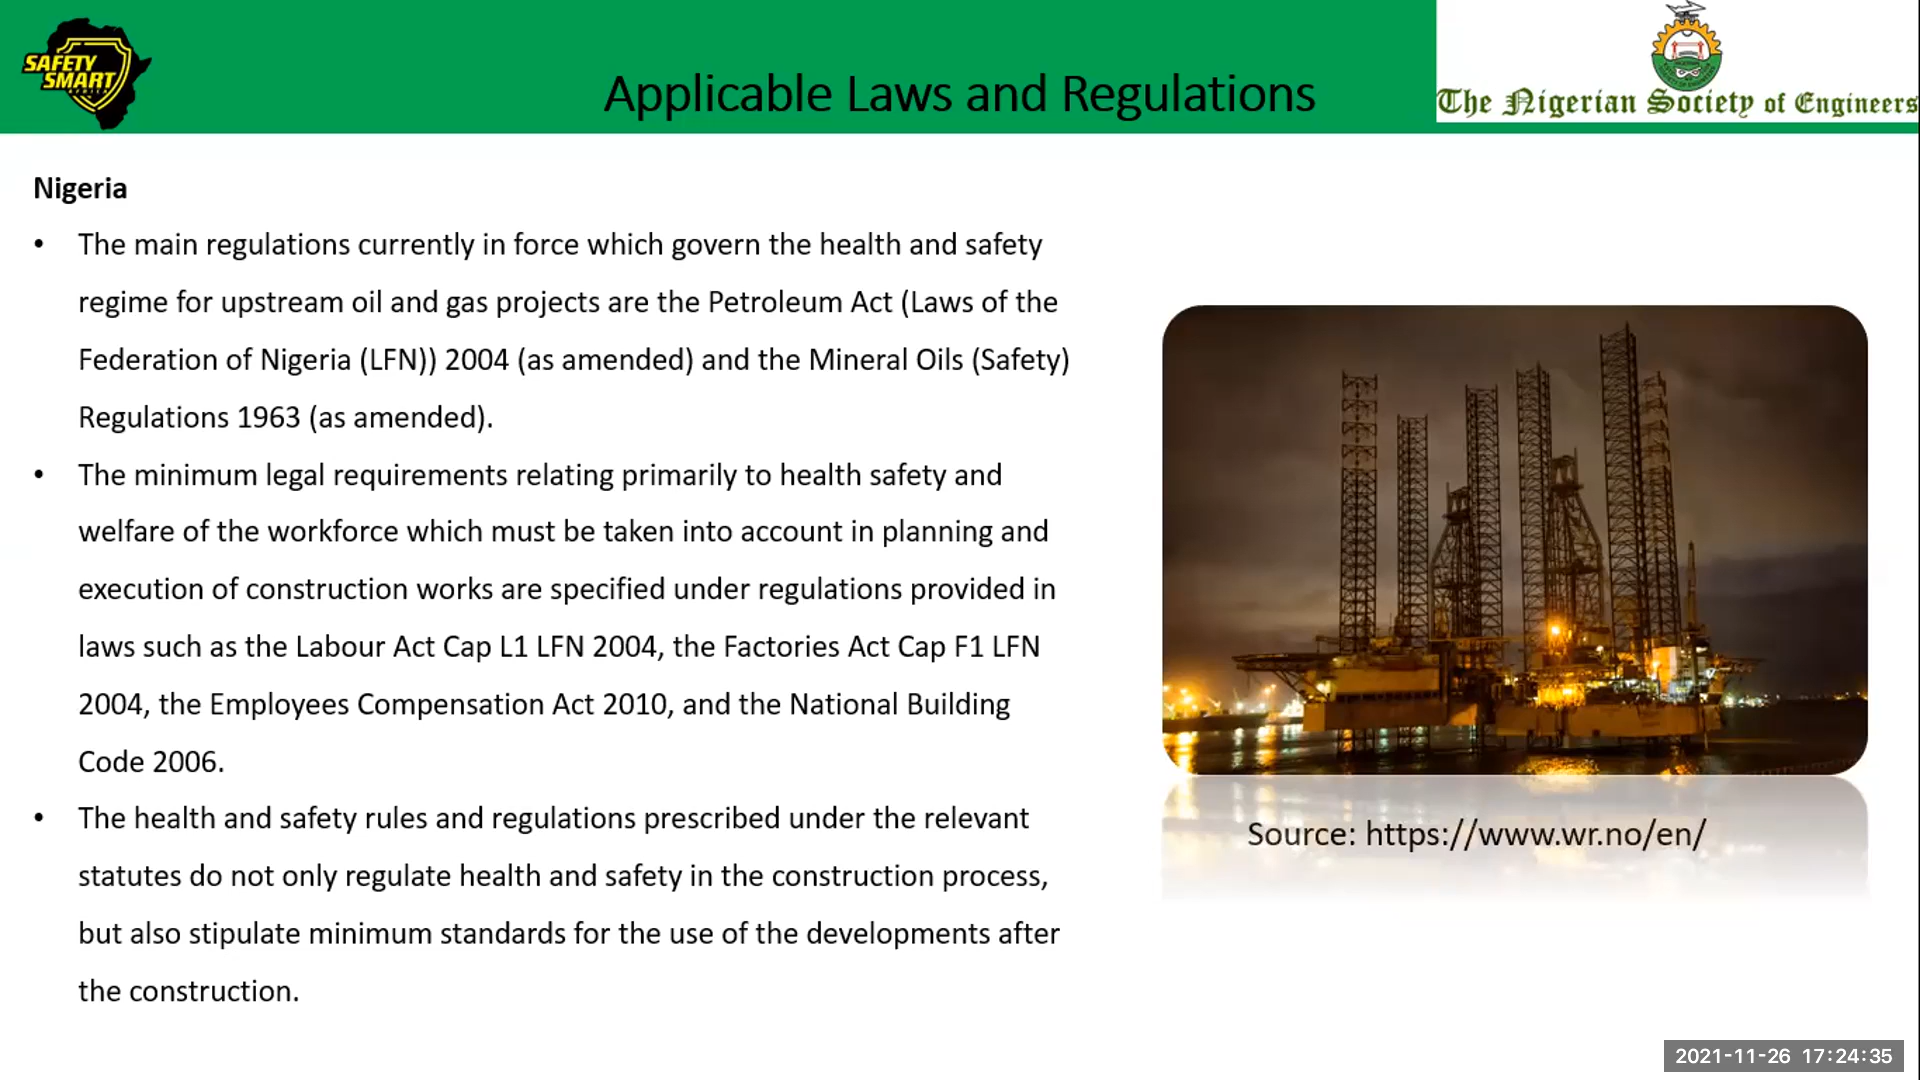 SAFETY
SMART
Applicable Laws and Regulations
The Nigerian Society of Engineers
Nigeria
• The main regulations currently in force which govern the health and safety
regime for upstream oil and gas projects are the Petroleum Act (Laws of the
Federation of Nigeria (LFN)) 2004 (as amended) and the Mineral Oils (Safety)
Regulations 1963 (as amended).
• The minimum legal requirements relating primarily to health safety and
welfare of the workforce which must be taken into account in planning and
execution of construction works are specified under regulations provided in
laws such as the Labour Act Cap L1 LFN 2004, the Factories Act Cap F1 LFN
2004, the Employees Compensation Act 2010, and the National Building
Code 2006.
• The health and safety rules and regulations prescribed under the relevant
statutes do not only regulate health and safety in the construction process,
but also stipulate minimum standards for the use of the developments after
the construction.
Source: https://www.wr.no/en/
2021-11-26 17:24:35